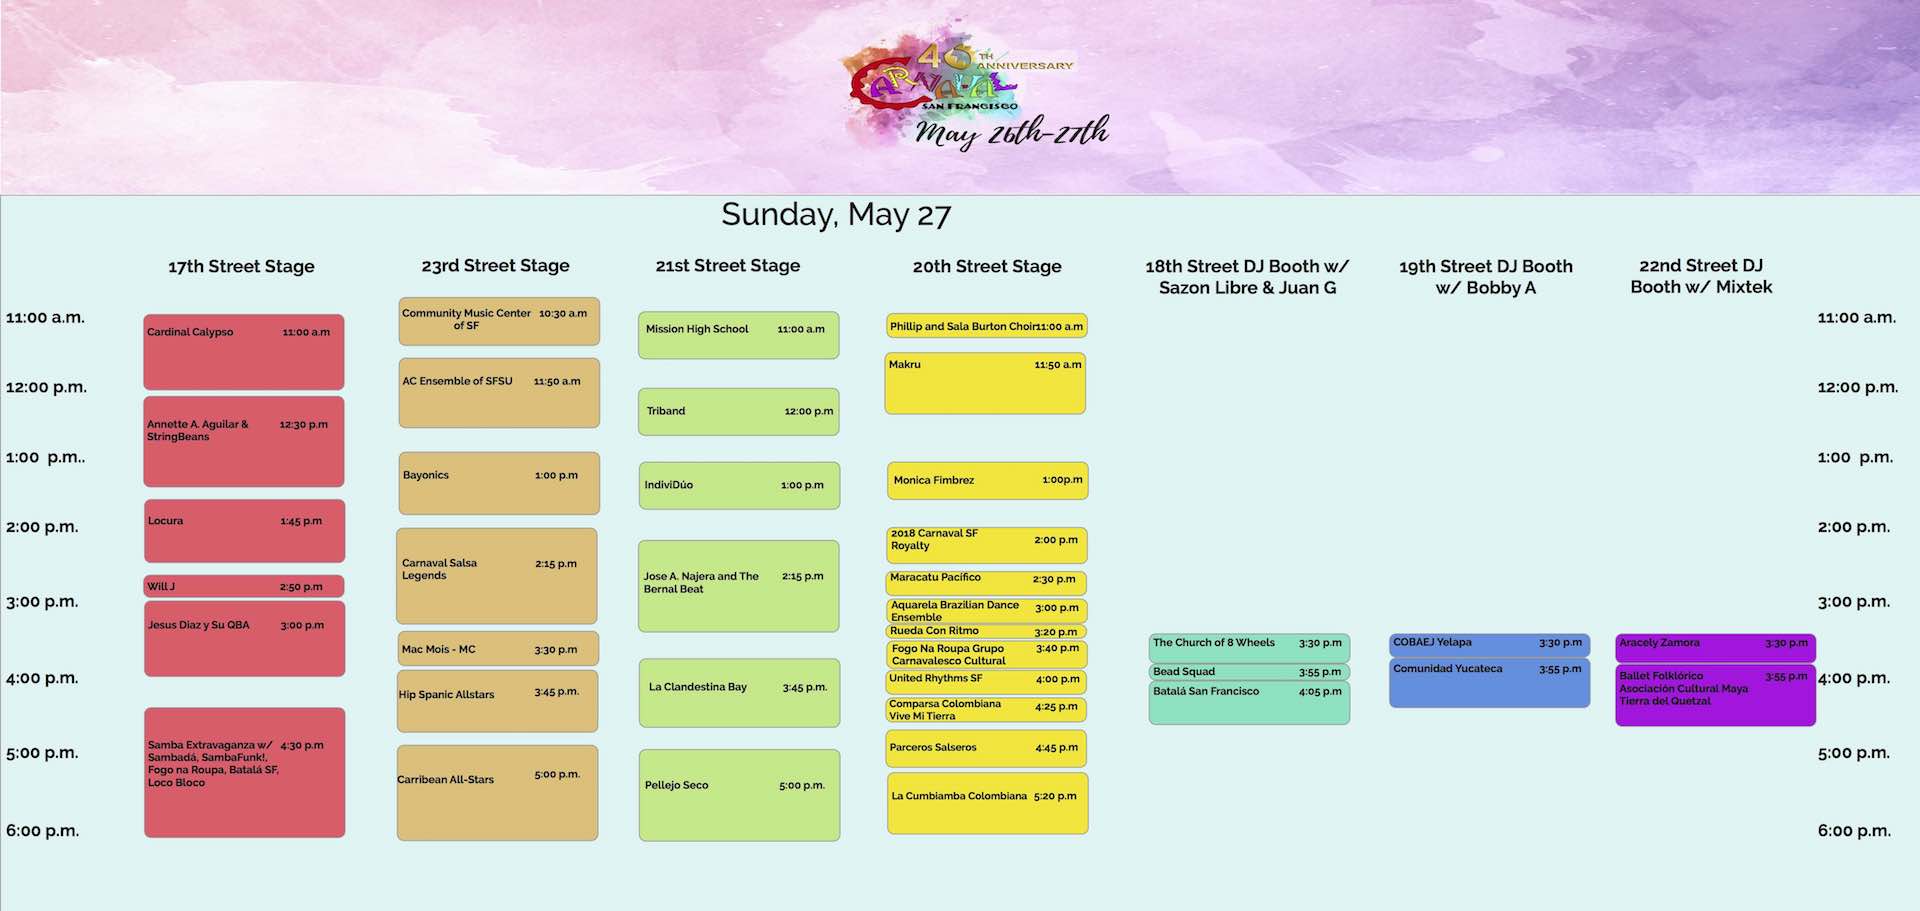 40
TH
ANNIVERSARY
CARNAVAL
SAN FRANCISCO
May 26th-27th
Sunday, May 27
17th Street Stage
23rd Street Stage
21st Street Stage
20th Street Stage
18th Street DJ Booth w/
Sazon Libre & Juan G
19th Street DJ Booth
w/ Bobby A
22nd Street DJ
Booth w/ Mixtek
11:00 a.m.
12:00 p.m.
1:00 p.m..
2:00 p.m.
3:00 p.m.
4:00 p.m.
5:00 p.m.
6:00 p.m.
Cardinal Calypso 11:00 a.m
Annette A. Aguilar & 12:30 p.m
StringBeans
Locura 1:45 p.m
Will J 2:50 p.m
Jesus Diaz y Su QBA 3:00 p.m
Samba Extravaganza w/ 4:30 p.m
Sambadá, SambaFunk!,
Fogo na Roupa, Batalá SF,
Loco Bloco
Community Music Center 10:30 a.m
of SF
AC Ensemble of SFSU 11:50 a.m
Bayonics 1:00 p.m
Carnaval Salsa 2:15 p.m
Legends
Mac Mois - MC 3:30 p.m
Hip Spanic Allstars 3:45 p.m.
Carribean All-Stars 5:00 p.m.
Mission High School 11:00 a.m
Triband 12:00 p.m
IndiviDúo 1:00 p.m
Jose A. Najera and The 2:15 p.m
Bernal Beat
La Clandestina Bay 3:45 p.m.
Pellejo Seco 5:00 p.m.
Phillip and Sala Burton Choir 11:00 a.m
Makru 11:50 a.m
Monica Fimbrez 1:00p.m
2018 Carnaval SF 2:00 p.m
Royalty
Maracatu Pacífico 2:30 p.m
Aquarela Brazilian Dance 3:00 p.m
Ensemble
Rueda Con Ritmo 3:20 p.m
Fogo Na Roupa Grupo 3:40 p.m
Carnavalesco Cultural
United Rhythms SF 4:00 p.m
Comparsa Colombiana 4:25 p.m
Vive Mi Tierra
Parceros Salseros 4:45 p.m
La Cumbiamba Colombiana 5:20 p.m
The Church of 8 Wheels 3:30 p.m
Bead Squad 3:55 p.m
Batalá San Francisco 4:05 p.m
COBAEJ Yelapa 3:30 p.m
Comunidad Yucateca 3:55 p.m
Aracely Zamora 3:30 p.m
Ballet Folklórico 3:55 p.m
Asociación Cultural Maya
Tierra del Quetzal
11:00 a.m.
12:00 p.m.
1:00 p.m.
2:00 p.m.
3:00 p.m.
4:00 p.m.
5:00 p.m.
6:00 p.m.